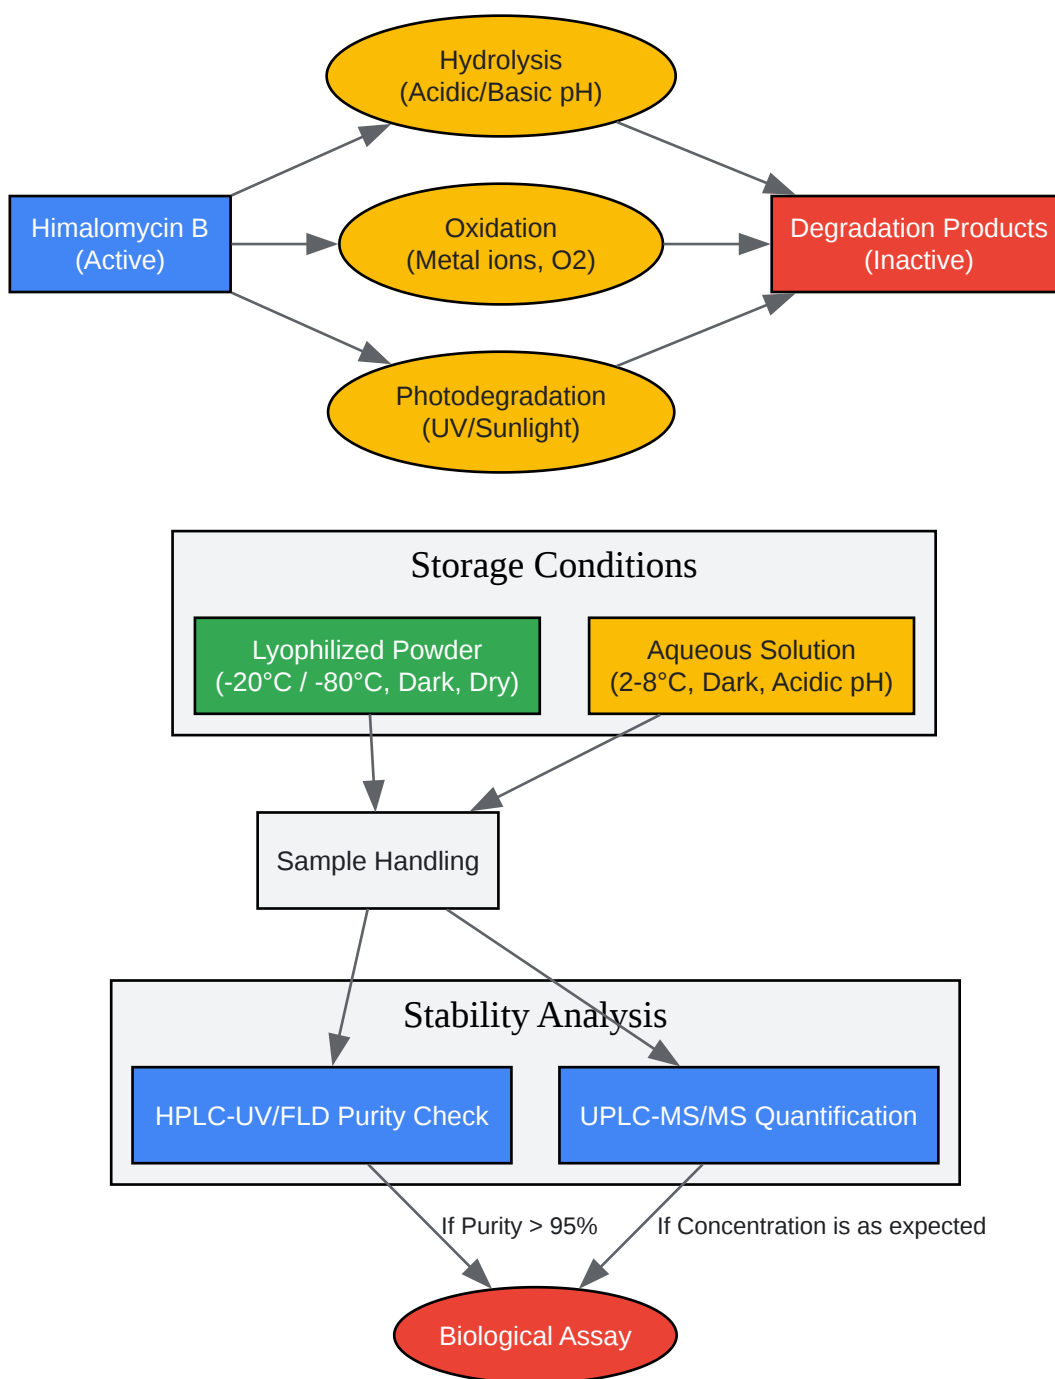 Hydrolysis
(Acidic/Basic pH)
Himalomycin B
(Active)
Oxidation
(Metal ions, O2)
Degradation Products
(Inactive)
Photodegradation
(UV/Sunlight)
Storage Conditions
Lyophilized Powder
(-20°C / -80°C, Dark, Dry)
Aqueous Solution
(2-8°C, Dark, Acidic pH)
Sample Handling
Stability Analysis
HPLC-UV/FLD Purity Check
UPLC-MS/MS Quantification
If Purity > 95%
If Concentration is as expected
Biological Assay